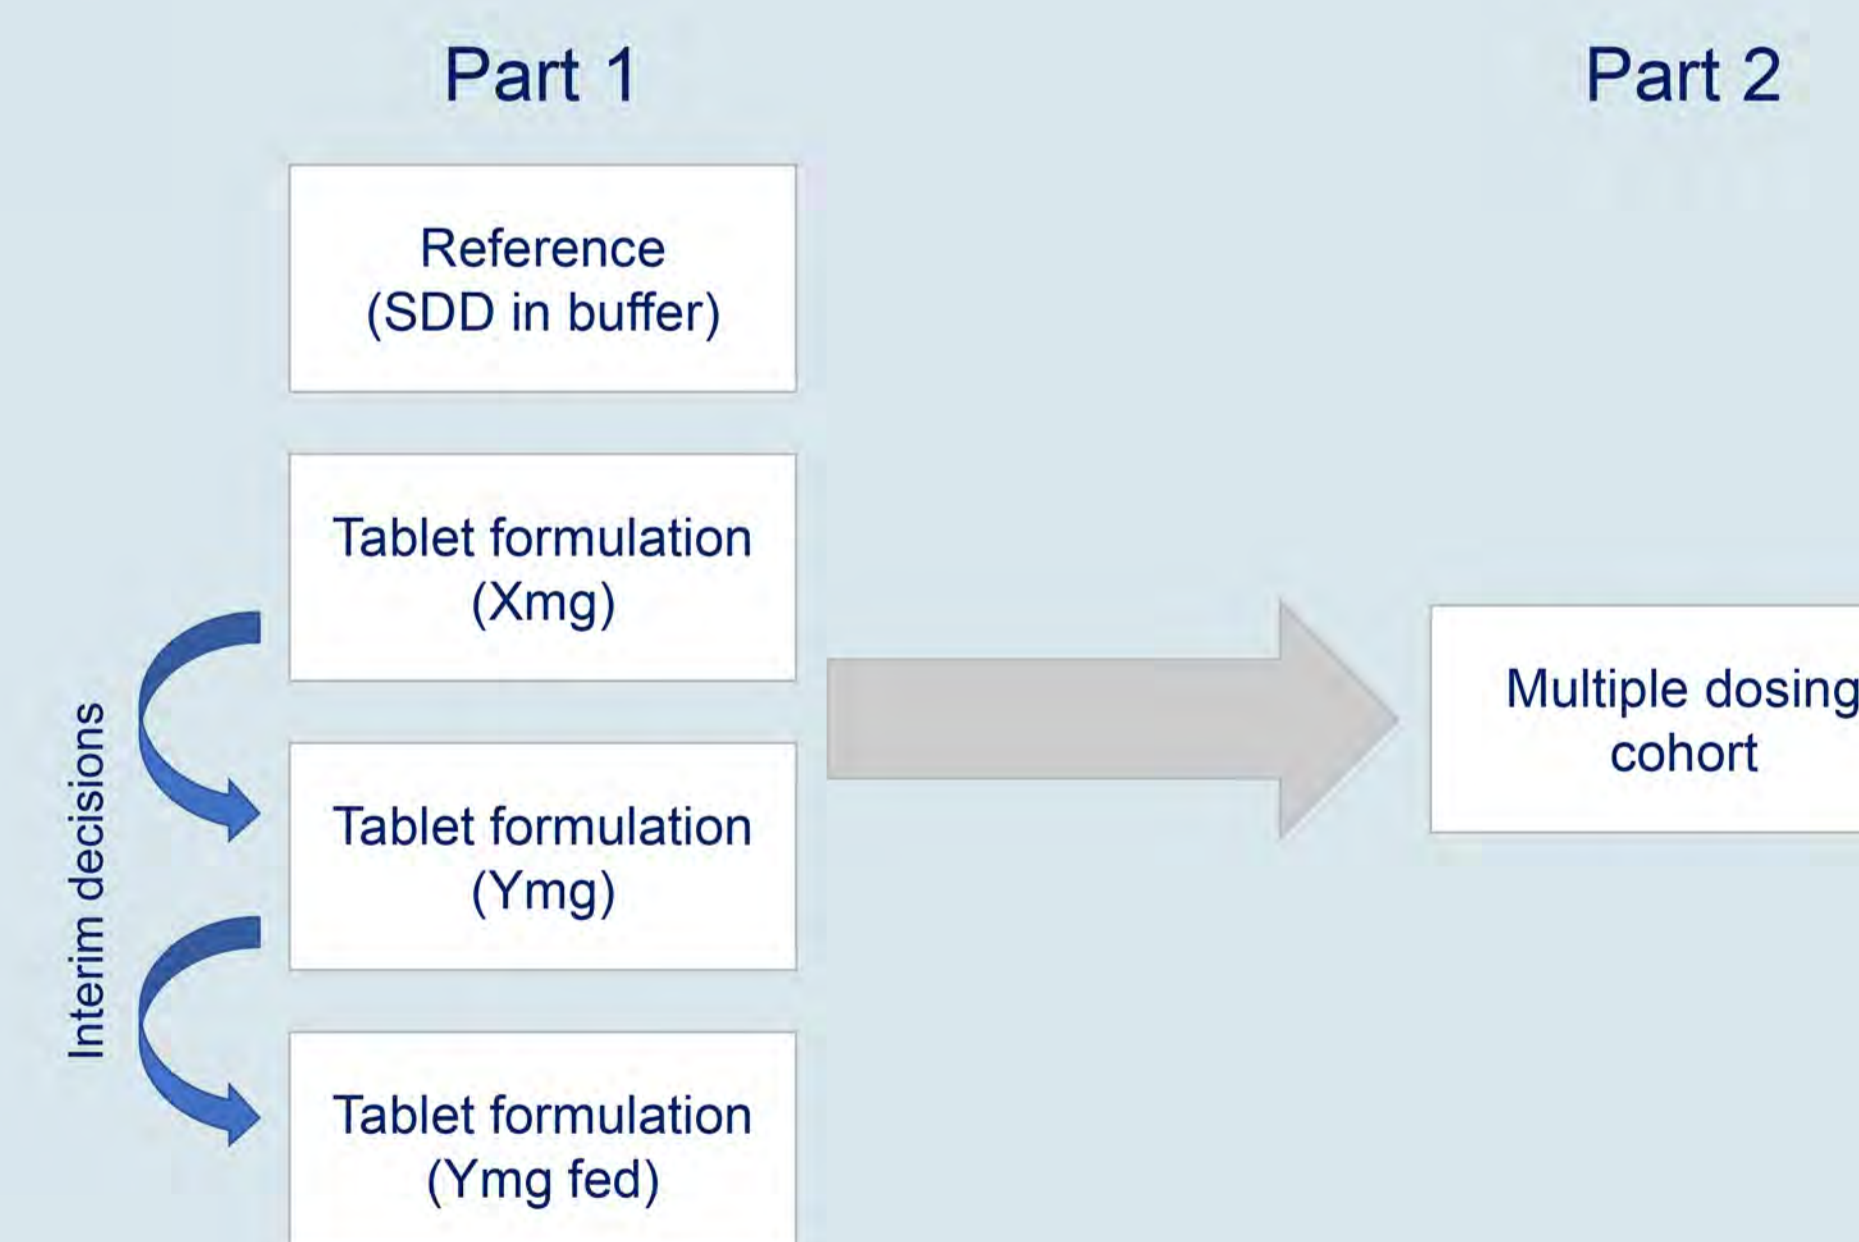 Part 1
Reference
(SDD in buffer)
Tablet formulation
(Xmg)
Tablet formulation
(Ymg)
Tablet formulation
(Ymg fed)
Interim decisions
Part 2
Multiple dosing
cohort